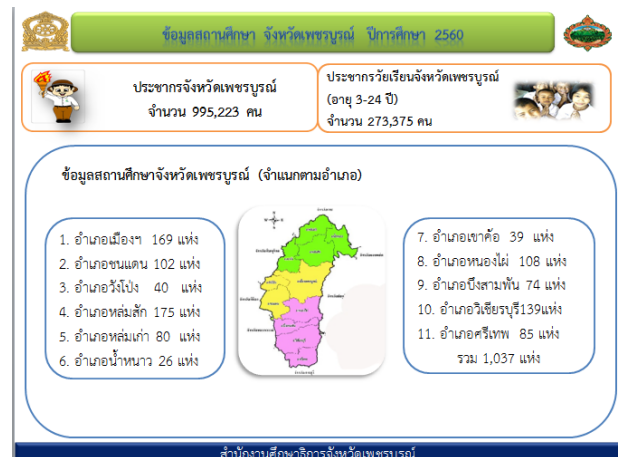 ข้อมูลสถานศึกษา จังหวัดเพชรบูรณ์ ปีการศึกษา 2560
ประชากรจังหวัดเพชรบูรณ์
จำนวน 995,223 คน
ประชากรวัยเรียนจังหวัดเพชรบูรณ์
(อายุ 3-24 ปี)
จำนวน 273,375 คน
ข้อมูลสถานศึกษาจังหวัดเพชรบูรณ์ (จำแนกตามอำเภอ)
1. อำเภอเมืองฯ 169 แห่ง
2. อำเภอชนแดน 102 แห่ง
3. อำเภอวังโป่ง 40 แห่ง
4. อำเภอหล่มสัก 175 แห่ง
5. อำเภอหล่มเก่า 80 แห่ง
6. อำเภอน้ำหนาว 26 แห่ง
7. อำเภอเขาค้อ 39 แห่ง
8. อำเภอหนองไผ่ 108 แห่ง
9. อำเภอบึงสามพัน 74 แห่ง
10. อำเภอวิเชียรบุรี139แห่ง
11. อำเภอศรีเทพ 85 แห่ง
รวม 1,037 แห่ง
สำนักงานศึกษาธิการจังหวัดเพชรบูรณ์